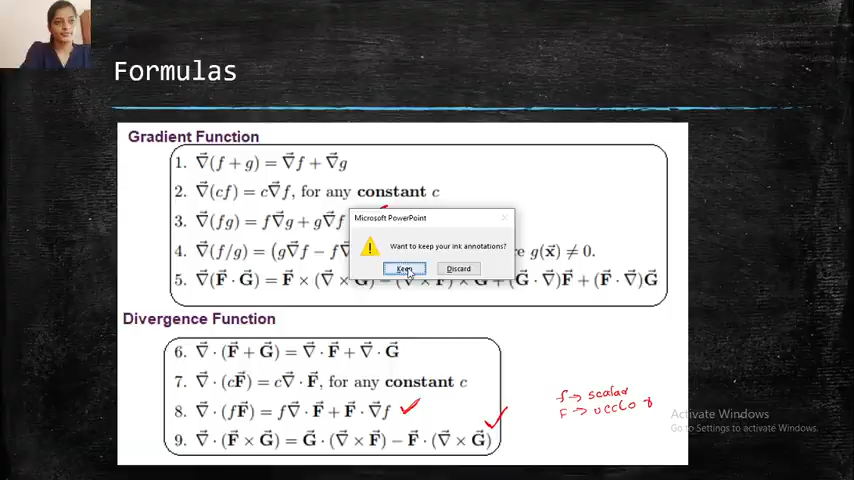 Formulas
Gradient Function
1. ∇⃗(f + g) = ∇⃗f + ∇⃗g
2. ∇⃗(cf) = c∇⃗f, for any constant c
3. ∇⃗(fg) = f∇⃗g + g∇⃗f
4. ∇⃗(f/g) = (g∇⃗f − f∇⃗ g(x⃗) ≠ 0.
5. ∇⃗(F⃗ · G⃗) = F⃗ × (∇⃗ × G⃗) − (∇⃗ × F⃗) × G⃗ + (G⃗ · ∇⃗)F⃗ + (F⃗ · ∇⃗)G⃗
Microsoft PowerPoint
Want to keep your ink annotations?
Keep Discard
Divergence Function
6. ∇⃗ · (F⃗ + G⃗) = ∇⃗ · F⃗ + ∇⃗ · G⃗
7. ∇⃗ · (cF⃗) = c∇⃗ · F⃗, for any constant c
8. ∇⃗ · (fF⃗) = f∇⃗ · F⃗ + F⃗ · ∇⃗f
9. ∇⃗ · (F⃗ × G⃗) = G⃗ · (∇⃗ × F⃗) − F⃗ · (∇⃗ × G⃗)
f → scalar
F → vector
Activate Windows
Go to Settings to activate Windows.